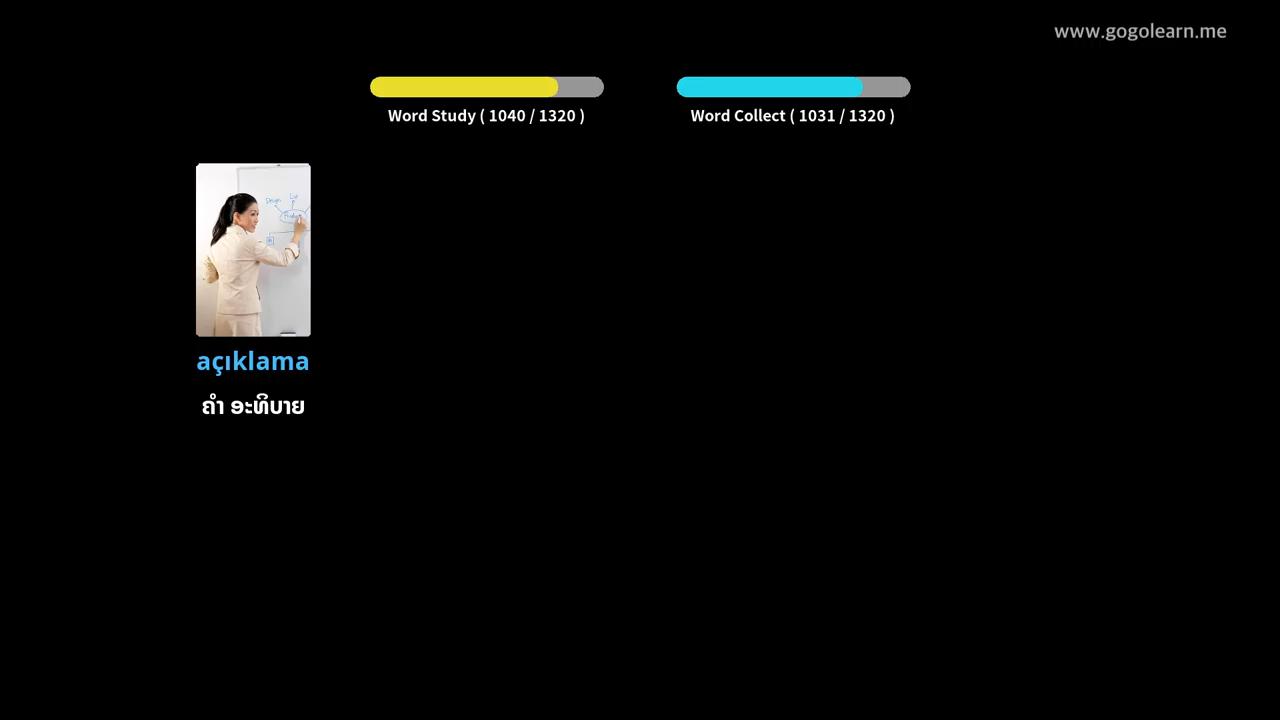 www.gogolearn.me
Word Study ( 1040 / 1320 )
Word Collect ( 1031 / 1320 )
açıklama
ຄຳ ອະທິບາຍ